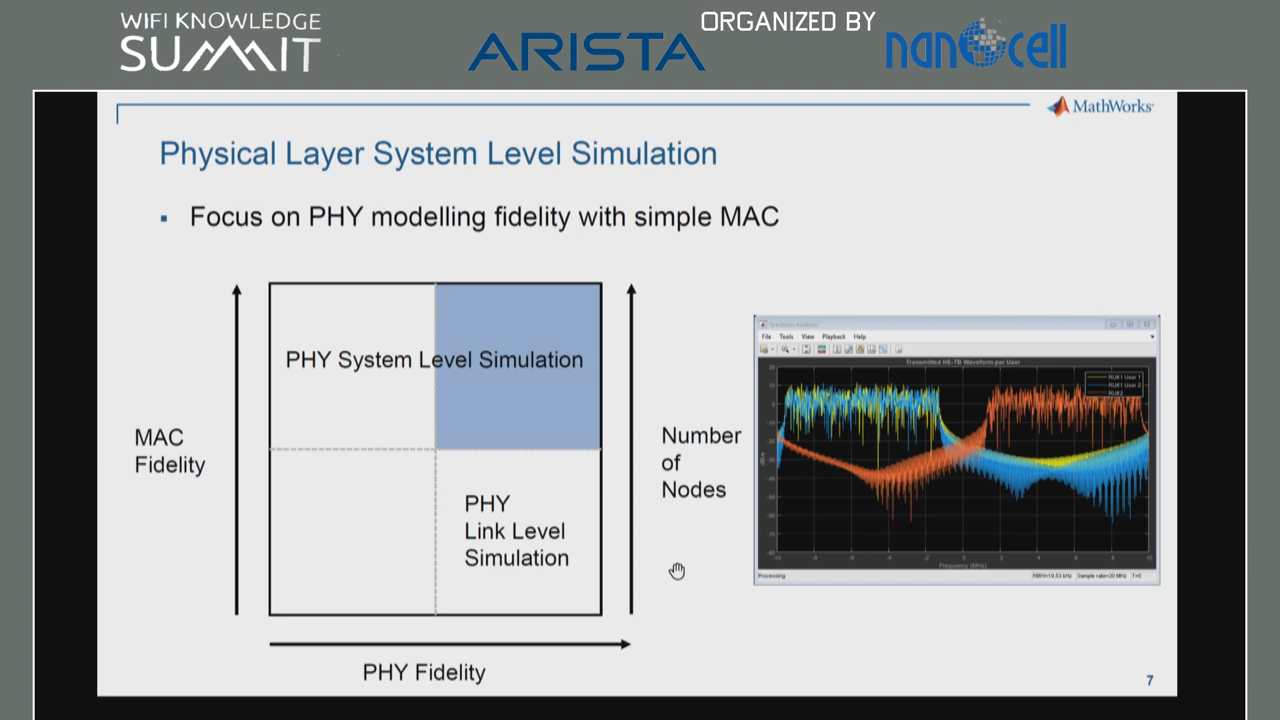 WIFI KNOWLEDGE
SUMMIT
ARISTA
ORGANIZED BY
nanocell
MathWorks
Physical Layer System Level Simulation
▪ Focus on PHY modelling fidelity with simple MAC
PHY System Level Simulation
MAC
Fidelity
Number
of
Nodes
PHY
Link Level
Simulation
PHY Fidelity
Spectrum Analyzer
File Tools View Playback Help
Transmitted HE-TB Waveform per User
RU#1 User 1
RU#1 User 2
RU#2
dBm
Frequency (MHz)
Processing
RBW=19.53 kHz Sample rate=20 MHz T=0
7